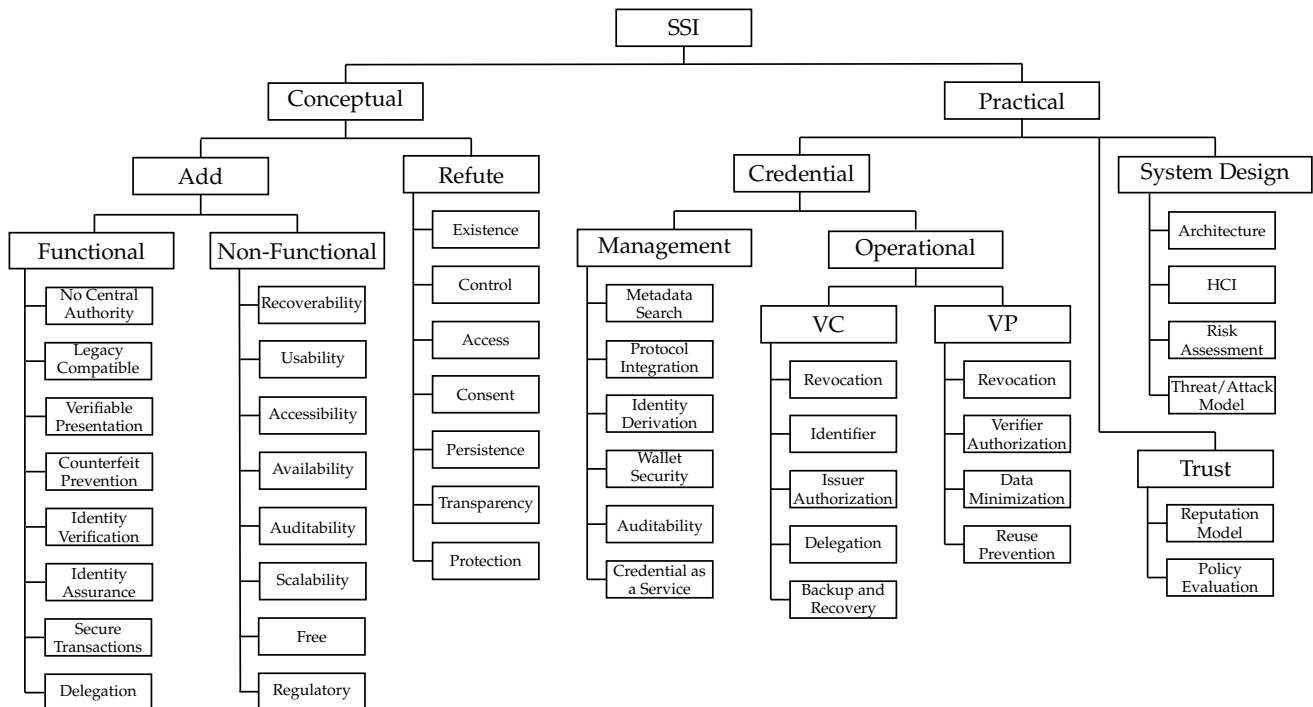 SSI
Conceptual
Practical
Add
Refute
Credential
System Design
Functional
Non-Functional
Existence
Control
Access
Consent
Persistence
Transparency
Protection
Management
Operational
Architecture
HCI
Risk
Assessment
Threat/Attack
Model
No Central
Authority
Legacy
Compatible
Verifiable
Presentation
Counterfeit
Prevention
Identity
Verification
Identity
Assurance
Secure
Transactions
Delegation
Recoverability
Usability
Accessibility
Availability
Auditability
Scalability
Free
Regulatory
Metadata
Search
Protocol
Integration
Identity
Derivation
Wallet
Security
Auditability
Credential as
a Service
VC
VP
Revocation
Identifier
Issuer
Authorization
Delegation
Backup and
Recovery
Revocation
Verifier
Authorization
Data
Minimization
Reuse
Prevention
Trust
Reputation
Model
Policy
Evaluation